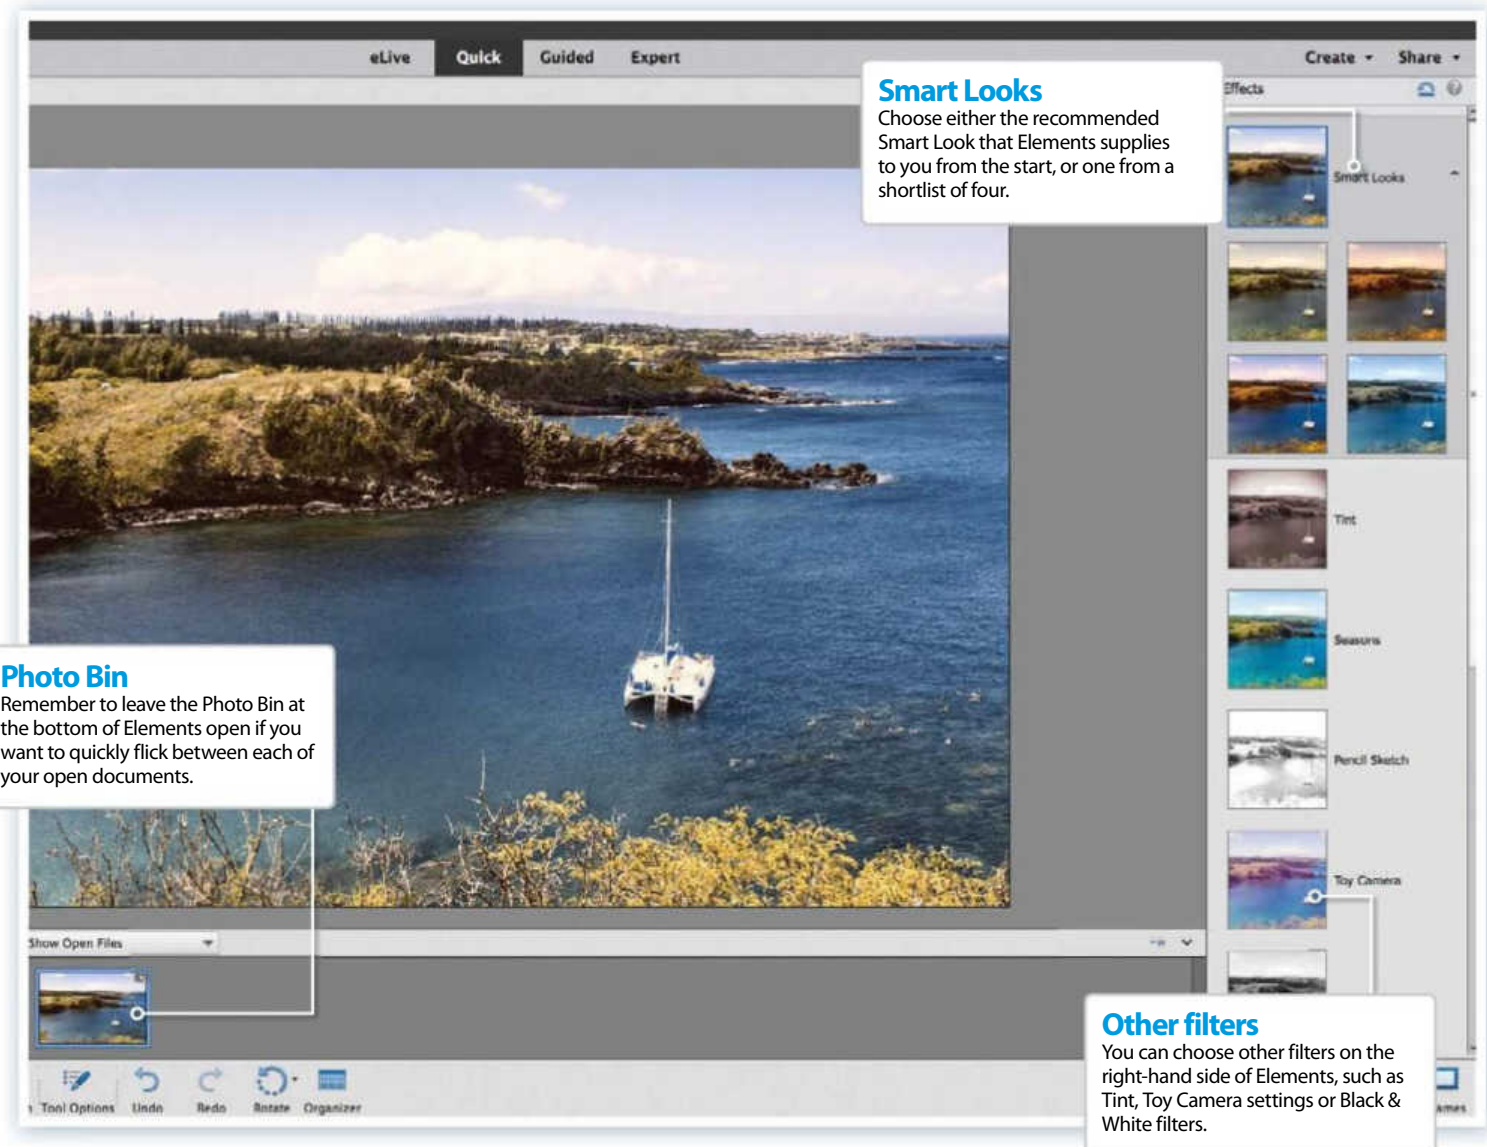 eLive Quick Guided Expert Create Share
Effects
Smart Looks
Choose either the recommended
Smart Look that Elements supplies
to you from the start, or one from a
shortlist of four.
Smart Looks
Tint
Seasons
Photo Bin
Remember to leave the Photo Bin at
the bottom of Elements open if you
want to quickly flick between each of
your open documents.
Pencil Sketch
Toy Camera
Show Open Files
Other filters
You can choose other filters on the
right-hand side of Elements, such as
Tint, Toy Camera settings or Black &
White filters.
Tool Options Undo Redo Rotate Organizer